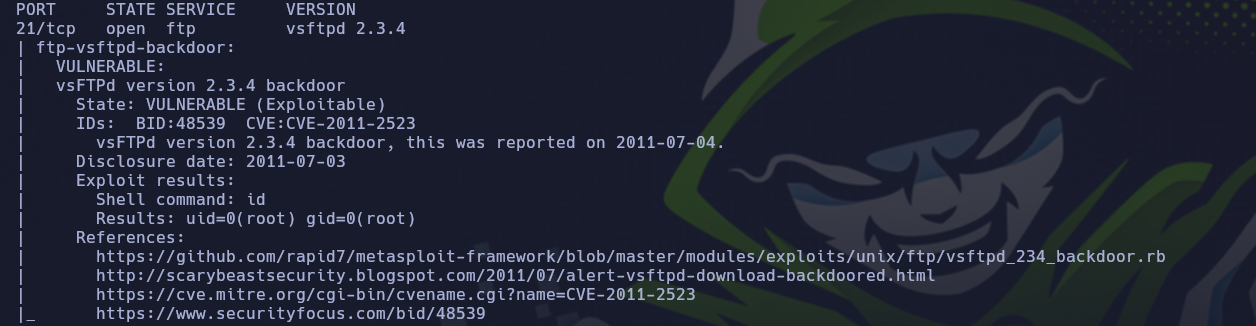 PORT     STATE SERVICE     VERSION
21/tcp   open  ftp         vsftpd 2.3.4
| ftp-vsftpd-backdoor:
|   VULNERABLE:
|   vsFTPd version 2.3.4 backdoor
|     State: VULNERABLE (Exploitable)
|     IDs:  BID:48539  CVE:CVE-2011-2523
|       vsFTPd version 2.3.4 backdoor, this was reported on 2011-07-04.
|     Disclosure date: 2011-07-03
|     Exploit results:
|       Shell command: id
|       Results: uid=0(root) gid=0(root)
|     References:
|       https://github.com/rapid7/metasploit-framework/blob/master/modules/exploits/unix/ftp/vsftpd_234_backdoor.rb
|       http://scarybeastsecurity.blogspot.com/2011/07/alert-vsftpd-download-backdoored.html
|       https://cve.mitre.org/cgi-bin/cvename.cgi?name=CVE-2011-2523
|_      https://www.securityfocus.com/bid/48539